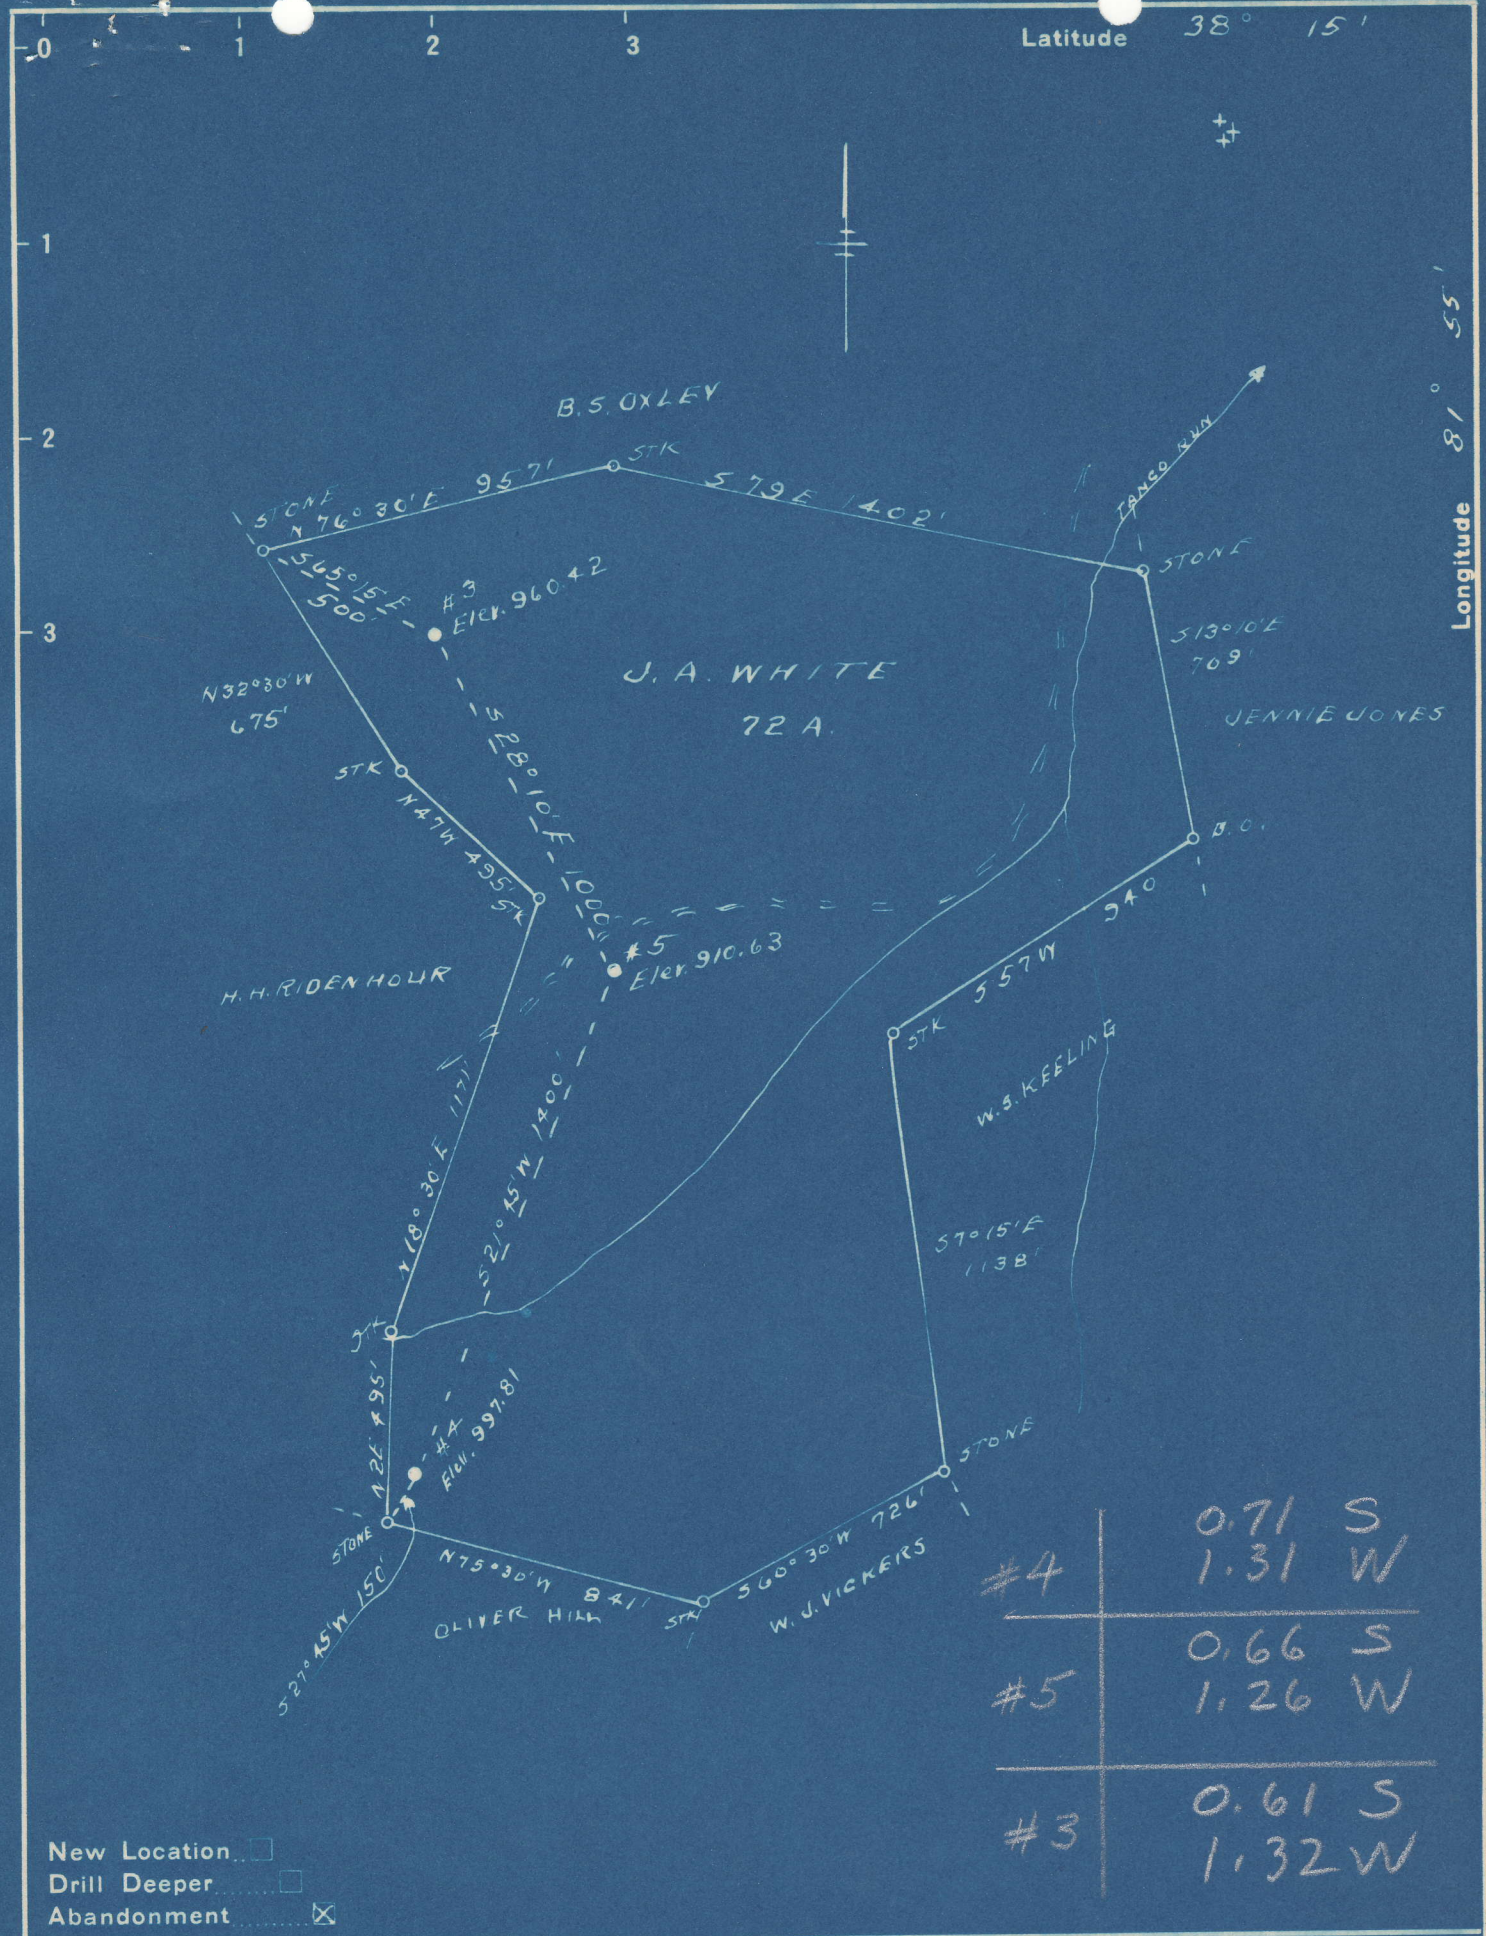 0 1 2 3
Latitude 38° 15'
1
2
3
Longitude 81° 55'
B.S. OXLEY
STK
STONE
N 76° 30' E 957'
S 79 E 1402'
TANGO RUN
STONE
S 65° 15' E
500'
#3
Elev. 960.42
S 13° 10' E
709'
J. A. WHITE
72 A.
JENNIE JONES
N 32° 30' W
675'
STK
S 28° 10' E 1000'
N 47 W 495'
STK
B.O.
S 57 W 940
#5
Elev. 910.63
H.H. RIDENHOUR
STK
W.S. KEELING
N 18° 30' E 1171'
S 21° 45' W 1400'
S 7° 15' E
1138'
STK
N 2 E 495'
#4
Elev. 997.81
STONE
STONE
N 75° 30' W 841'
S 60° 30' W 726'
OLIVER HILL
STK
W. J. VICKERS
S 27° 45' W 150'
#4
0.71 S
1.31 W
#5
0.66 S
1.26 W
#3
0.61 S
1.32 W
New Location
Drill Deeper
Abandonment